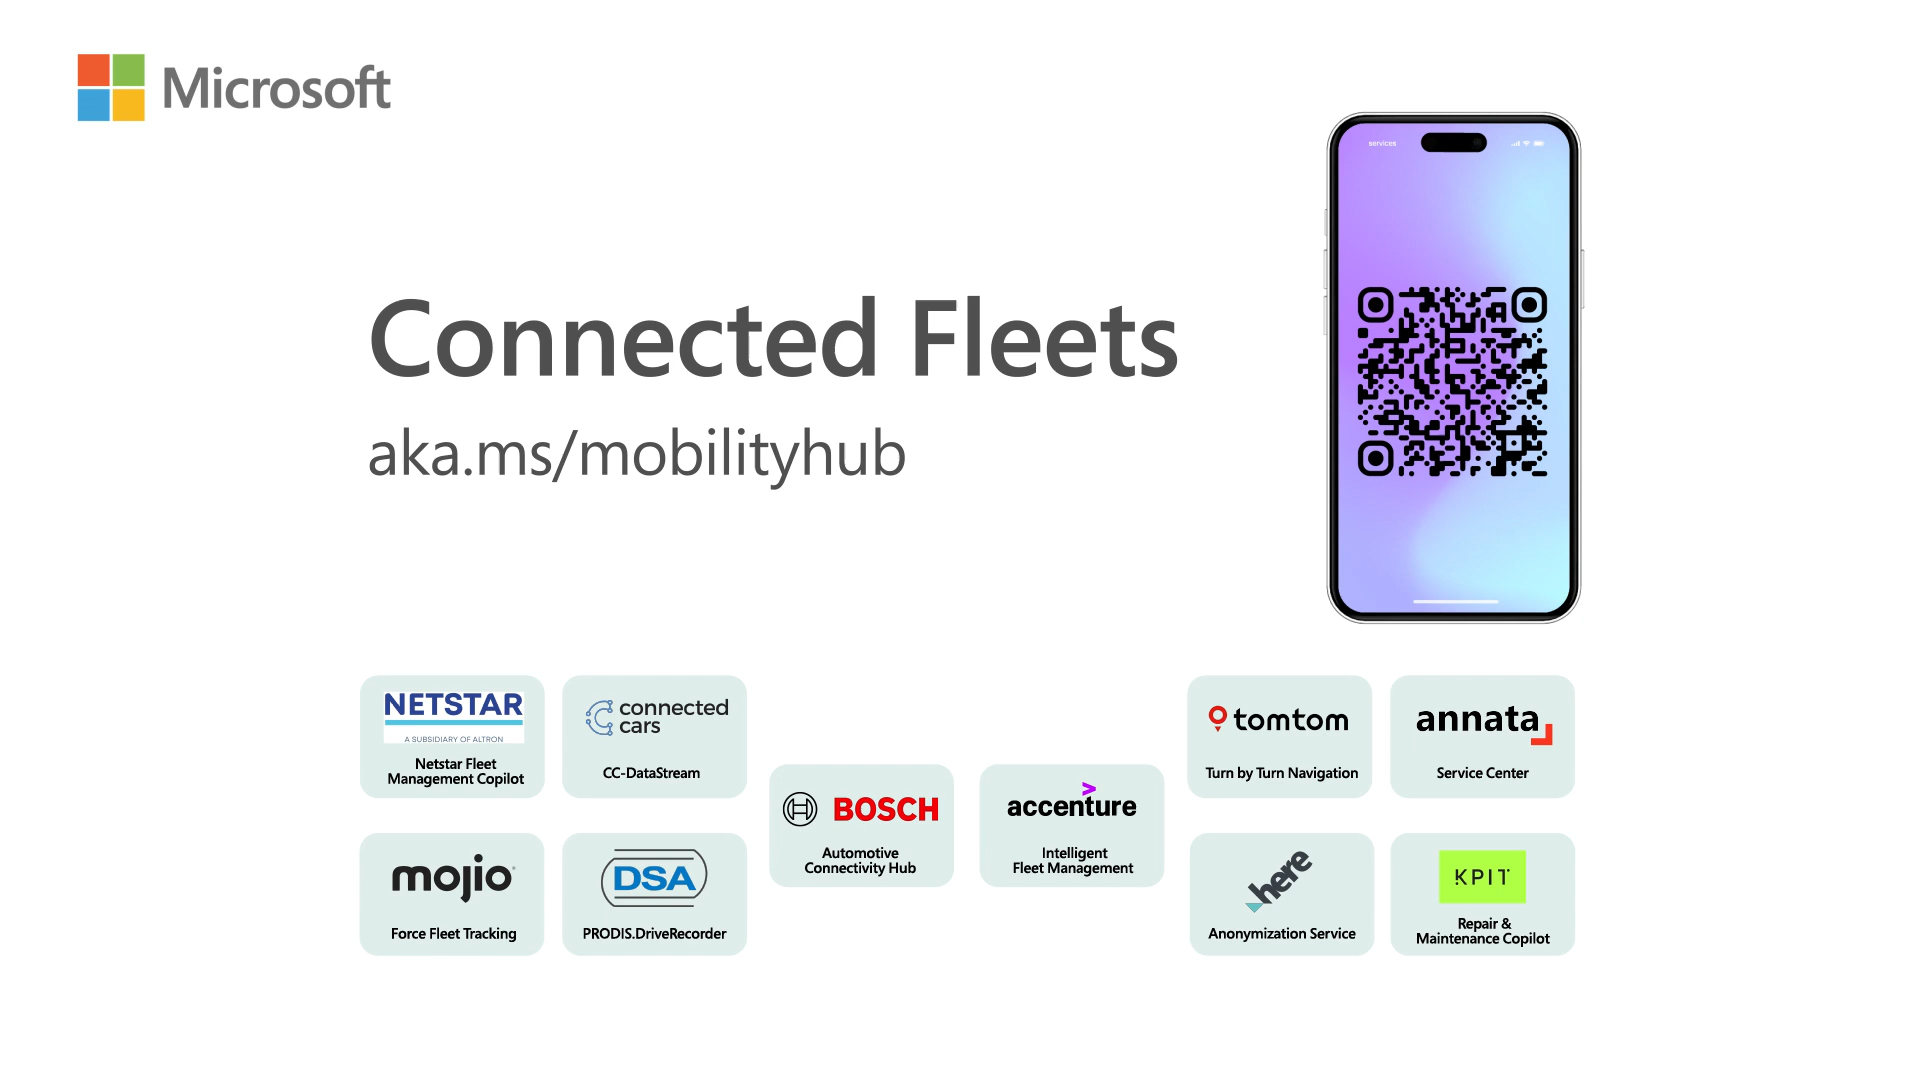 Microsoft
services
Connected Fleets
aka.ms/mobilityhub
NETSTAR
A SUBSIDIARY OF ALTRON
Netstar Fleet
Management Copilot
connected
cars
CC-DataStream
BOSCH
Automotive
Connectivity Hub
accenture
Intelligent
Fleet Management
tomtom
Turn by Turn Navigation
annata
Service Center
mojio
Force Fleet Tracking
DSA
PRODIS.DriveRecorder
here
Anonymization Service
KPIT
Repair &
Maintenance Copilot